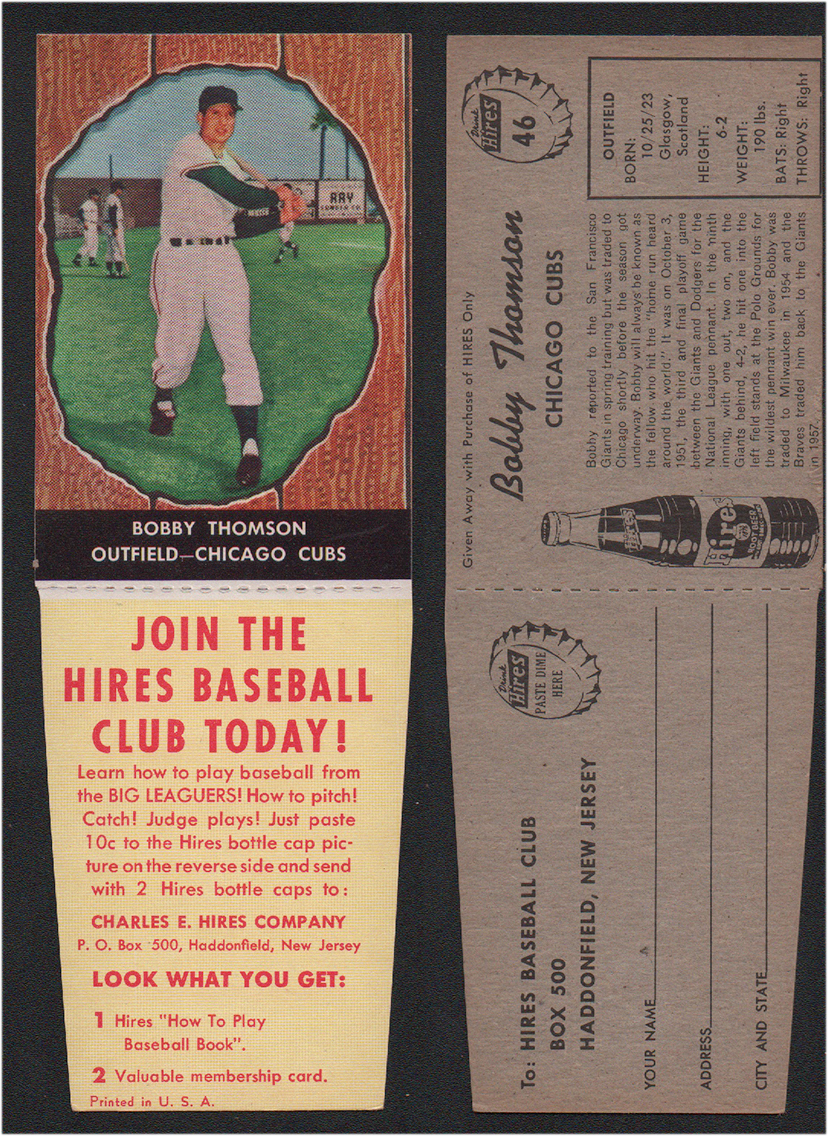 RAY
LUMBER CO.
BOBBY THOMSON
OUTFIELD—CHICAGO CUBS
JOIN THE
HIRES BASEBALL
CLUB TODAY!
Learn how to play baseball from
the BIG LEAGUERS! How to pitch!
Catch! Judge plays! Just paste
10c to the Hires bottle cap pic-
ture on the reverse side and send
with 2 Hires bottle caps to:
CHARLES E. HIRES COMPANY
P. O. Box 500, Haddonfield, New Jersey
LOOK WHAT YOU GET:
1 Hires "How To Play
Baseball Book".
2 Valuable membership card.
Printed in U. S. A.
Given Away with Purchase of HIRES Only
Bobby Thomson
CHICAGO CUBS
Drink
Hires
46
OUTFIELD
BORN:
10/25/23
Glasgow,
Scotland
HEIGHT:
6-2
WEIGHT:
190 lbs.
BATS: Right
THROWS: Right
Bobby reported to the San Francisco
Giants in spring training but was traded to
Chicago shortly before the season got
underway. Bobby will always be known as
the fellow who hit the "home run heard
around the world." It was on October 3,
1951, the third and final playoff game
between the Giants and Dodgers for the
National League pennant. In the ninth
inning, with one out, two on, and the
Giants behind, 4-2, he hit one into the
left field stands at the Polo Grounds for
the wildest pennant win ever. Bobby was
traded to Milwaukee in 1954 and the
Braves traded him back to the Giants
in 1957.
Hires
Hires
ROOT BEER
Drink
Hires
PASTE DIME
HERE
To: HIRES BASEBALL CLUB
BOX 500
HADDONFIELD, NEW JERSEY
YOUR NAME
ADDRESS
CITY AND STATE